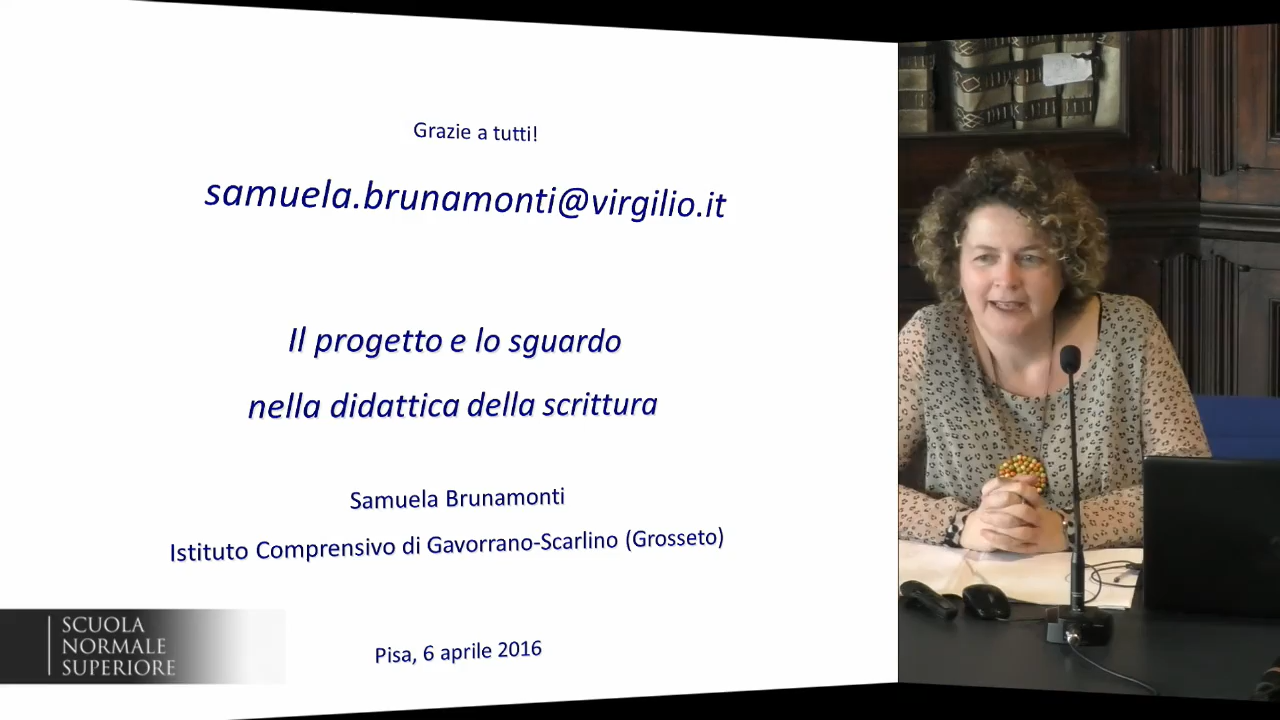 Grazie a tutti!
samuela.brunamonti@virgilio.it
Il progetto e lo sguardo
nella didattica della scrittura
Samuela Brunamonti
Istituto Comprensivo di Gavorrano-Scarlino (Grosseto)
Pisa, 6 aprile 2016
SCUOLA
NORMALE
SUPERIORE